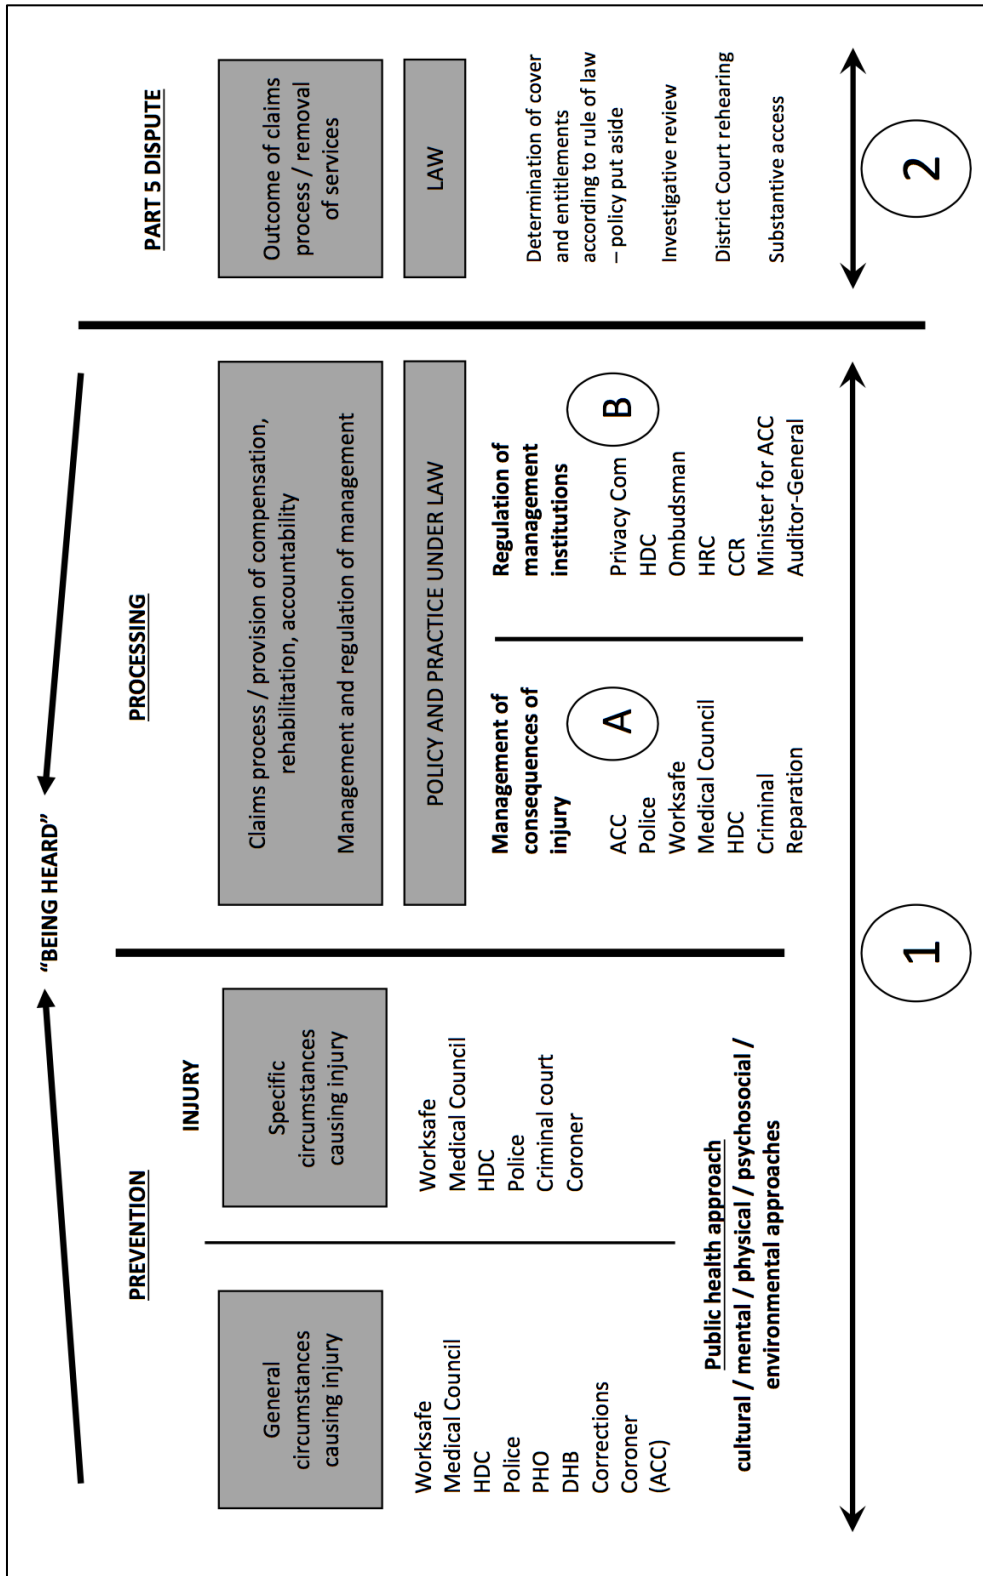 “BEING HEARD”
PREVENTION
INJURY
General
circumstances
causing injury
Worksafe
Medical Council
HDC
Police
PHO
DHB
Corrections
Coroner
(ACC)
Specific
circumstances
causing injury
Worksafe
Medical Council
HDC
Police
Criminal court
Coroner
Public health approach
cultural / mental / physical / psychosocial /
environmental approaches
PROCESSING
Claims process / provision of compensation,
rehabilitation, accountability
Management and regulation of management
POLICY AND PRACTICE UNDER LAW
Management of
consequences of
injury
A
ACC
Police
Worksafe
Medical Council
HDC
Criminal
Reparation
Regulation of
management
institutions
B
Privacy Com
HDC
Ombudsman
HRC
CCR
Minister for ACC
Auditor-General
1
PART 5 DISPUTE
Outcome of claims
process / removal
of services
LAW
Determination of cover
and entitlements
according to rule of law
– policy put aside
Investigative review
District Court rehearing
Substantive access
2